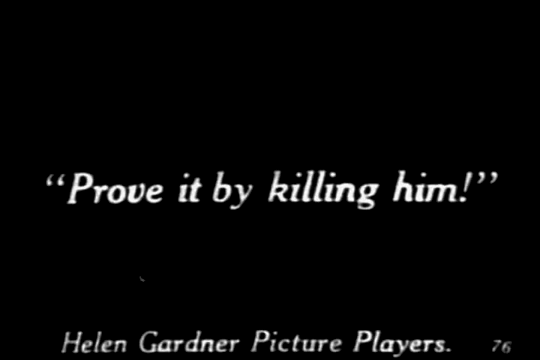 “Prove it by killing him!”
Helen Gardner Picture Players. 76